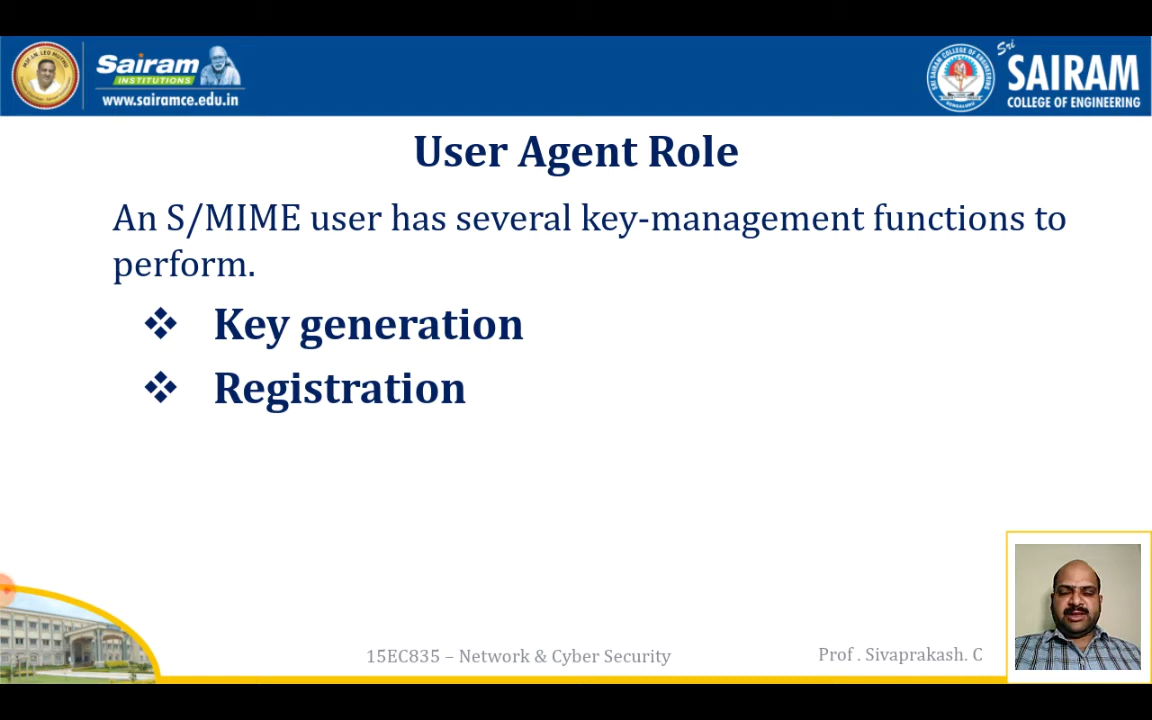 Sairam
INSTITUTIONS
www.sairamce.edu.in
Sri
SAIRAM
COLLEGE OF ENGINEERING
User Agent Role
An S/MIME user has several key-management functions to
perform.
❖ Key generation
❖ Registration
15EC835 – Network & Cyber Security
Prof . Sivaprakash. C